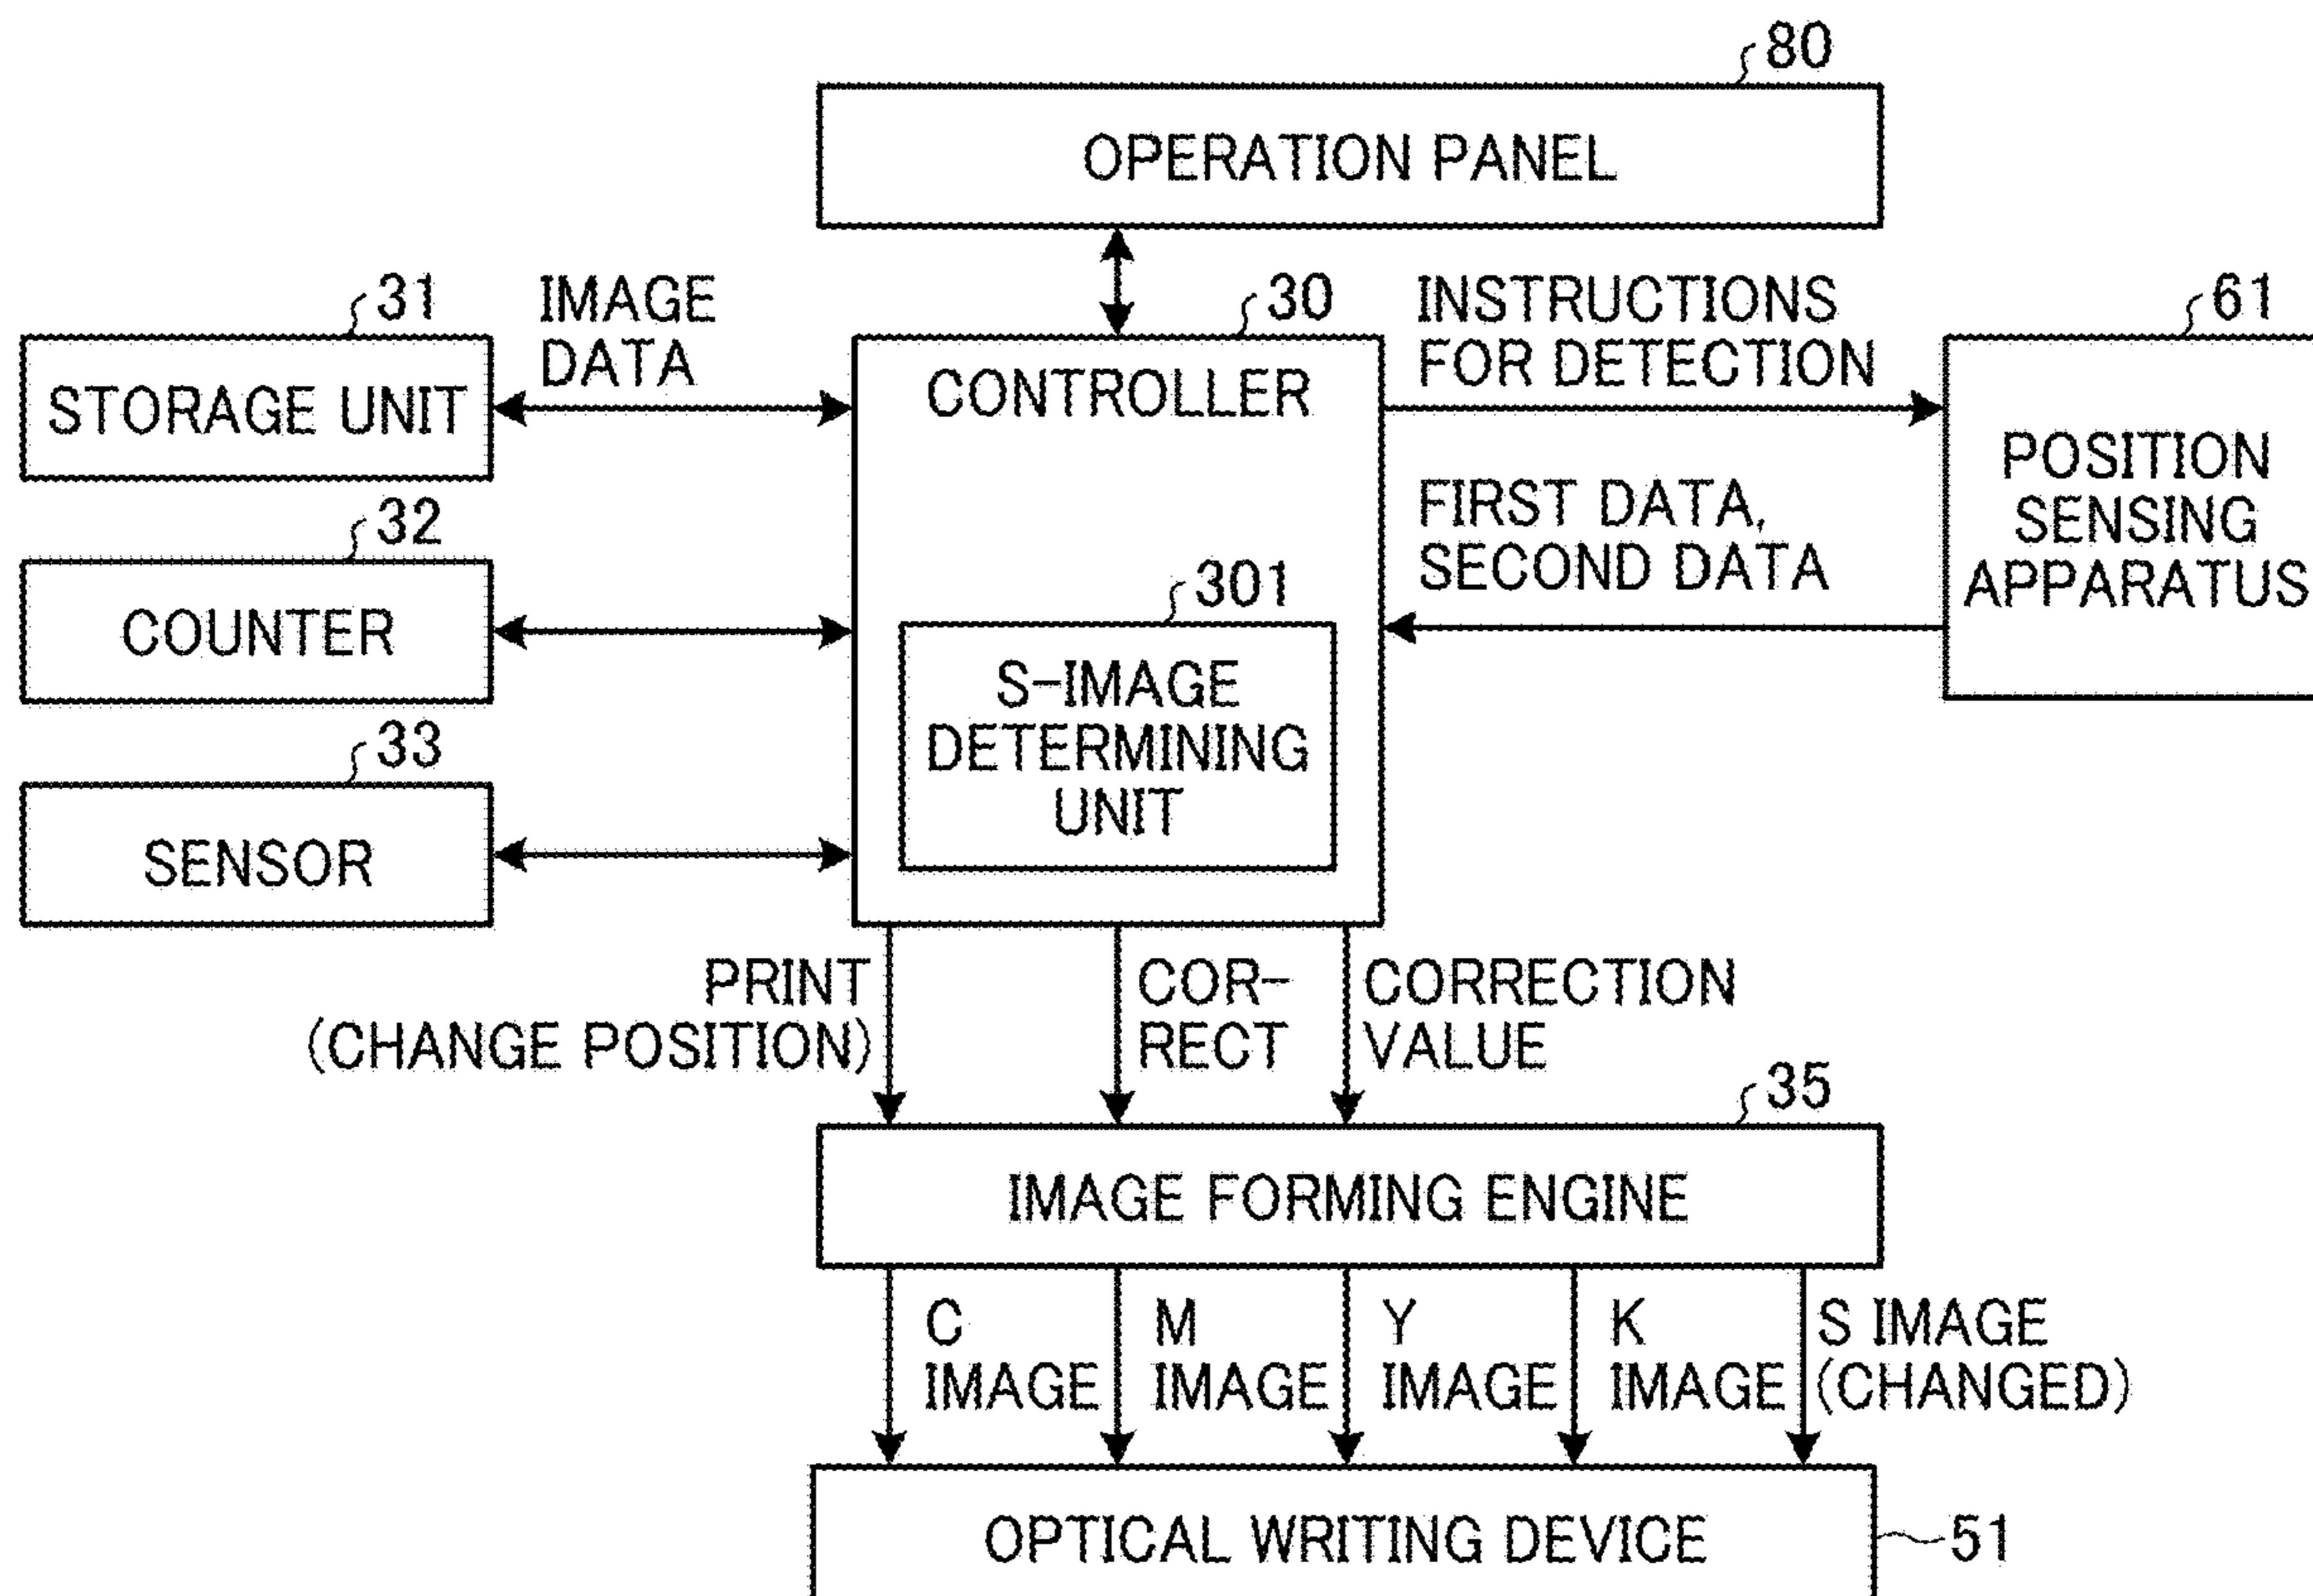 80
OPERATION PANEL
31
IMAGE
DATA
STORAGE UNIT
32
COUNTER
33
SENSOR
30
CONTROLLER
301
S-IMAGE
DETERMINING
UNIT
INSTRUCTIONS
FOR DETECTION
FIRST DATA,
SECOND DATA
61
POSITION
SENSING
APPARATUS
PRINT
(CHANGE POSITION)
COR-
RECT
CORRECTION
VALUE
35
IMAGE FORMING ENGINE
C
IMAGE
M
IMAGE
Y
IMAGE
K
IMAGE
S IMAGE
(CHANGED)
OPTICAL WRITING DEVICE
51